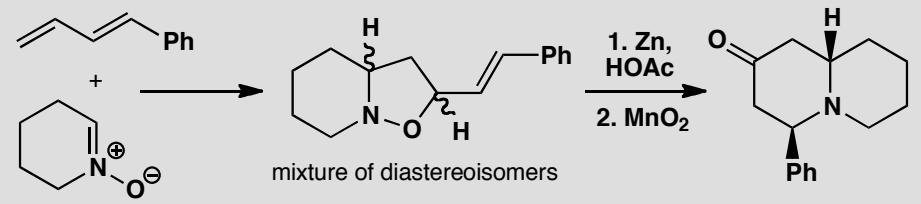 Ph
+
N
⊕
O
⊖
H
N
O
H
Ph
mixture of diastereoisomers
1. Zn,
HOAc
2. MnO₂
H
O
N
Ph